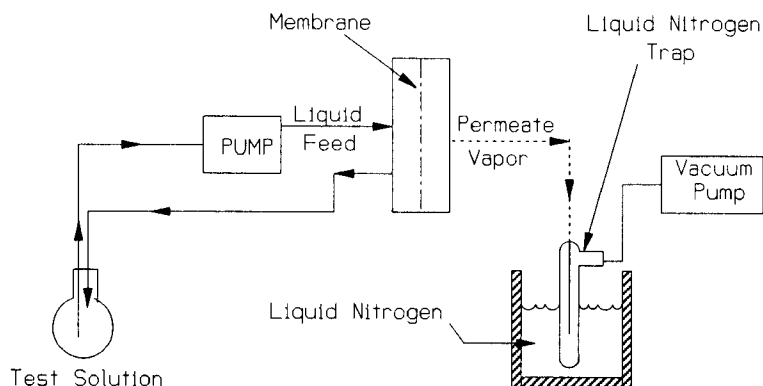 Membrane
Liquid Nitrogen
Trap
Liquid
Feed
PUMP
Permeate
Vapor
Vacuum
Pump
Liquid Nitrogen
Test Solution